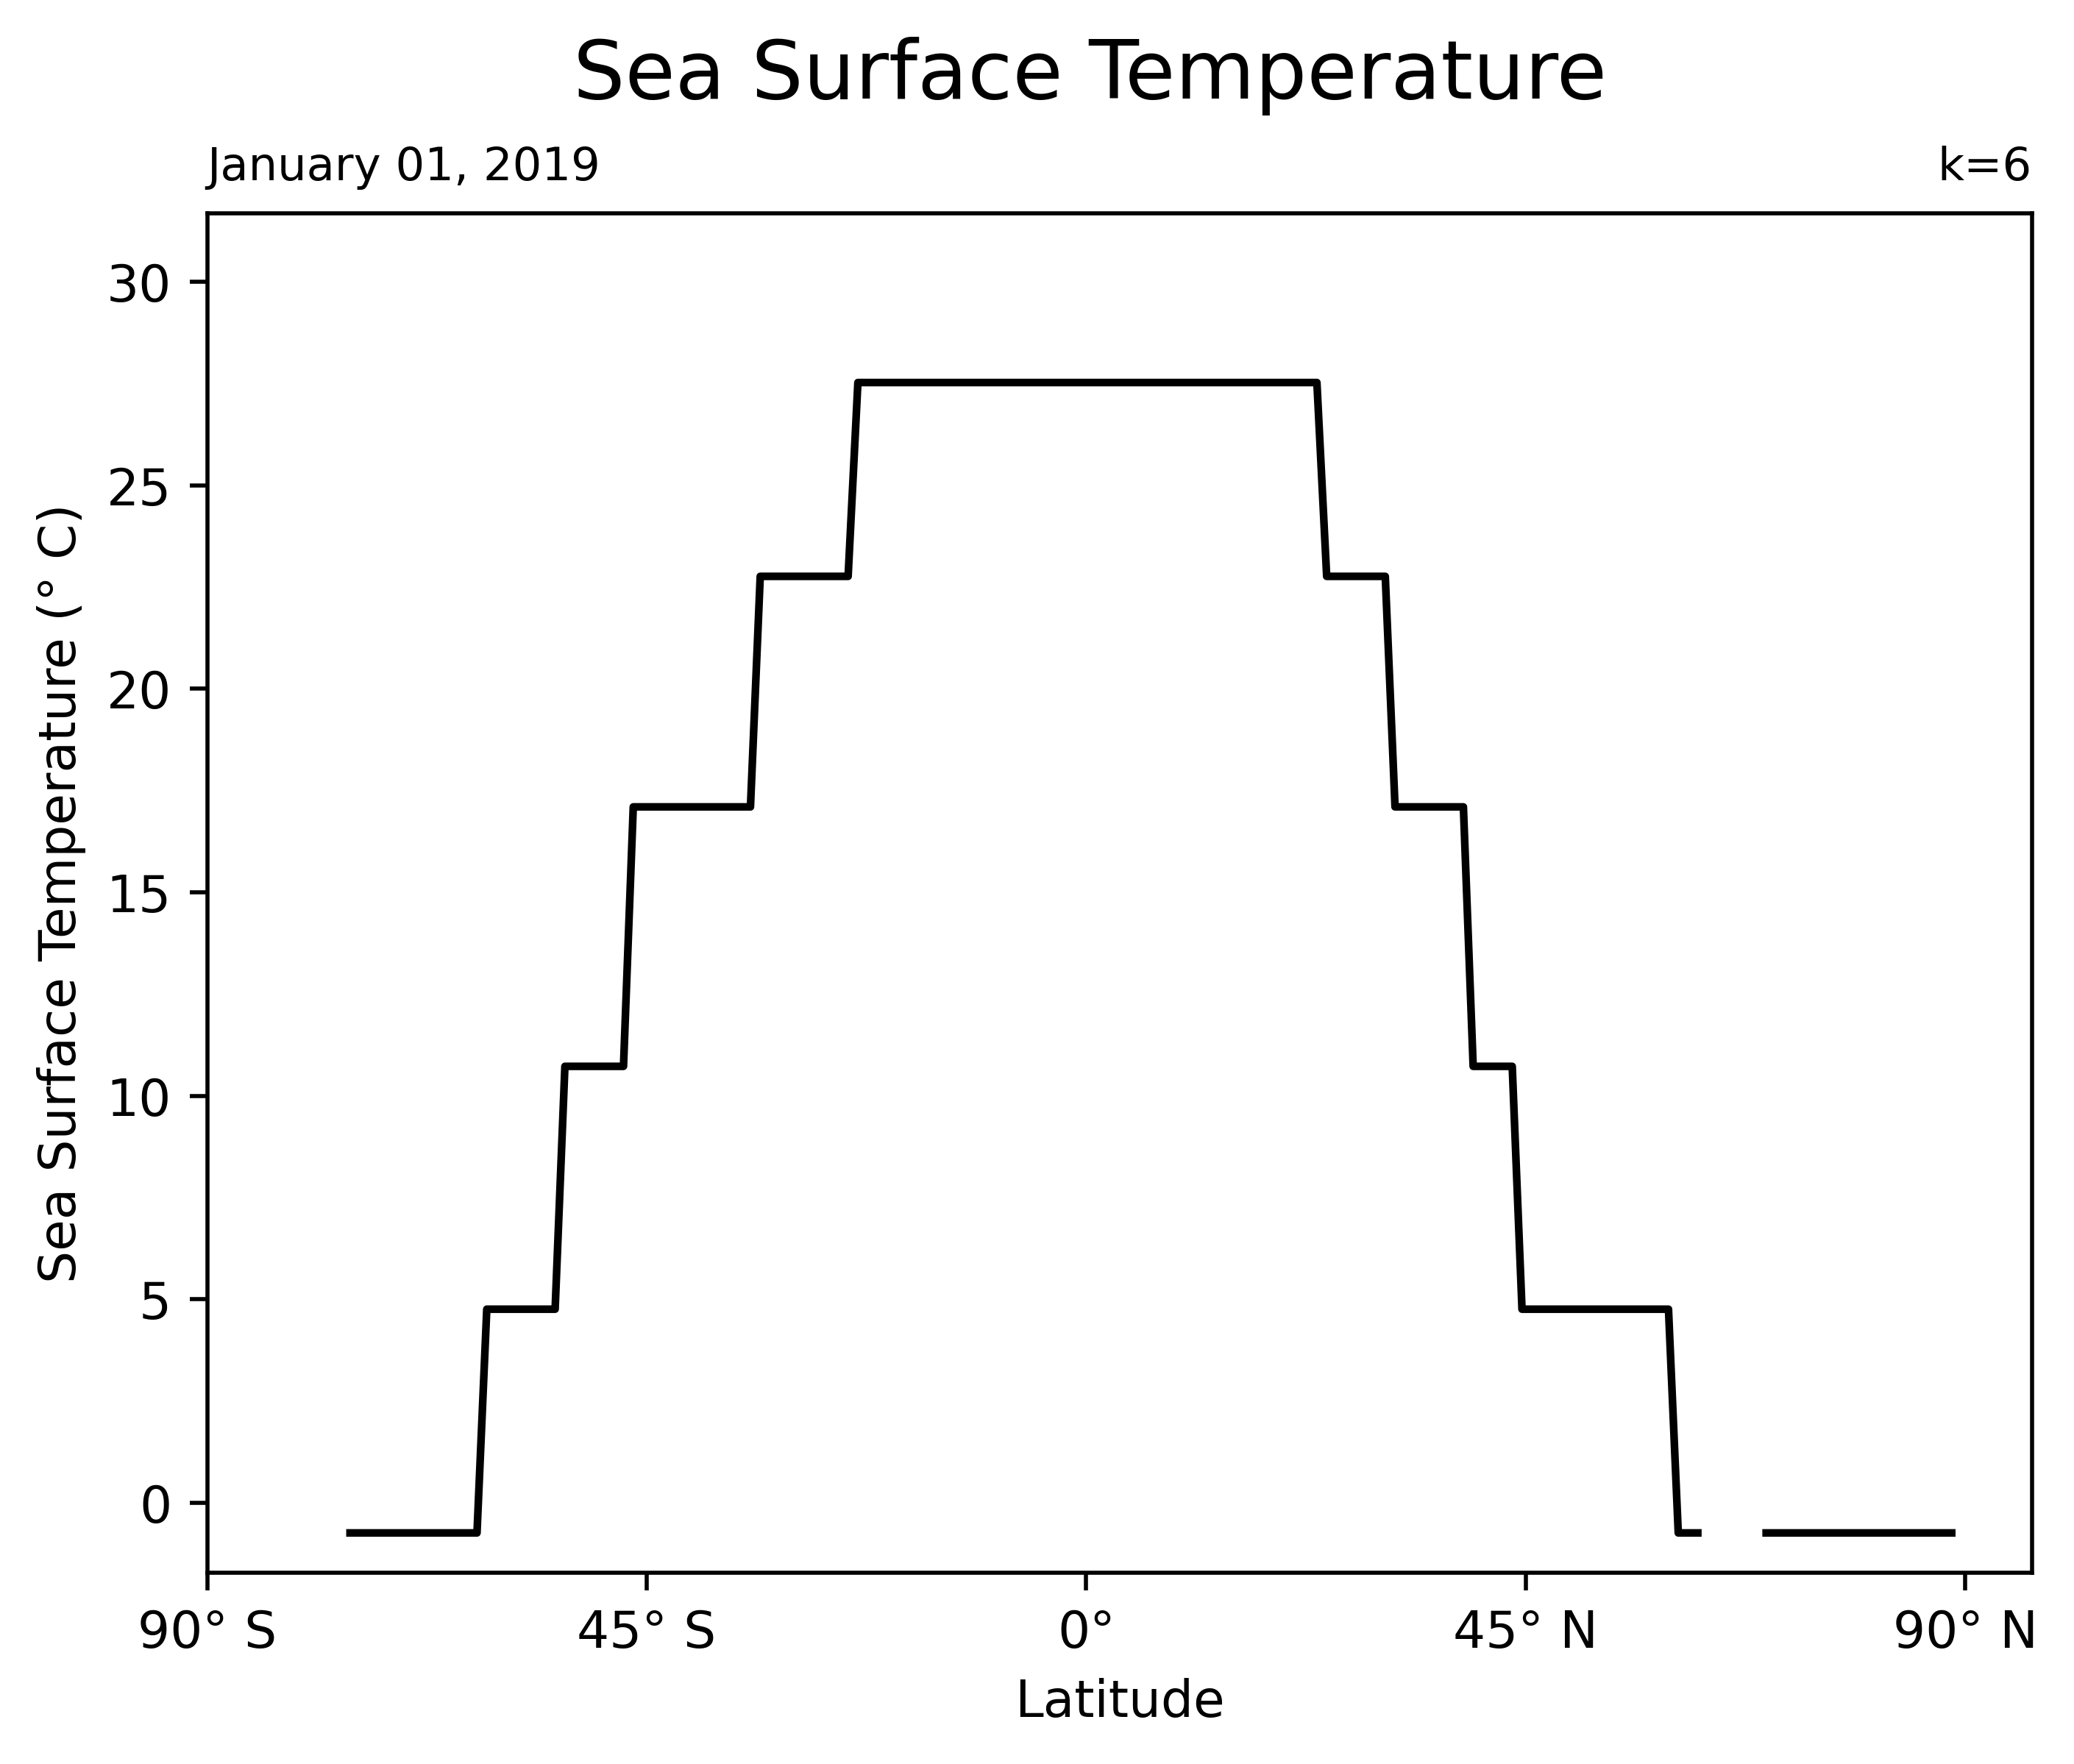 Sea Surface Temperature
January 01, 2019
k=6
Sea Surface Temperature (° C)
30
25
20
15
10
5
0
90° S
45° S
0°
45° N
90° N
Latitude